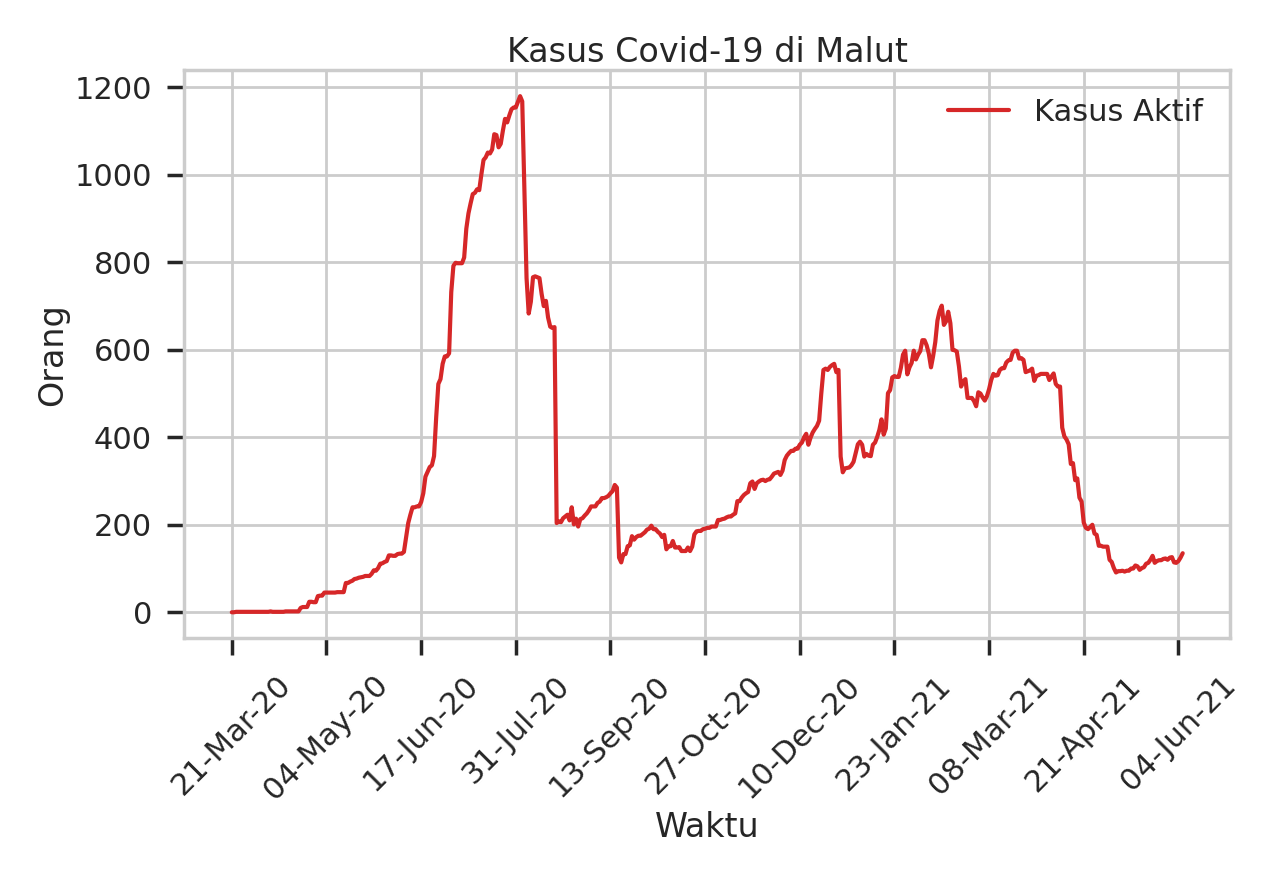 Kasus Covid-19 di Malut
Kasus Aktif
1200
1000
800
600
400
200
0
Orang
21-Mar-20
04-May-20
17-Jun-20
31-Jul-20
13-Sep-20
27-Oct-20
10-Dec-20
23-Jan-21
08-Mar-21
21-Apr-21
04-Jun-21
Waktu